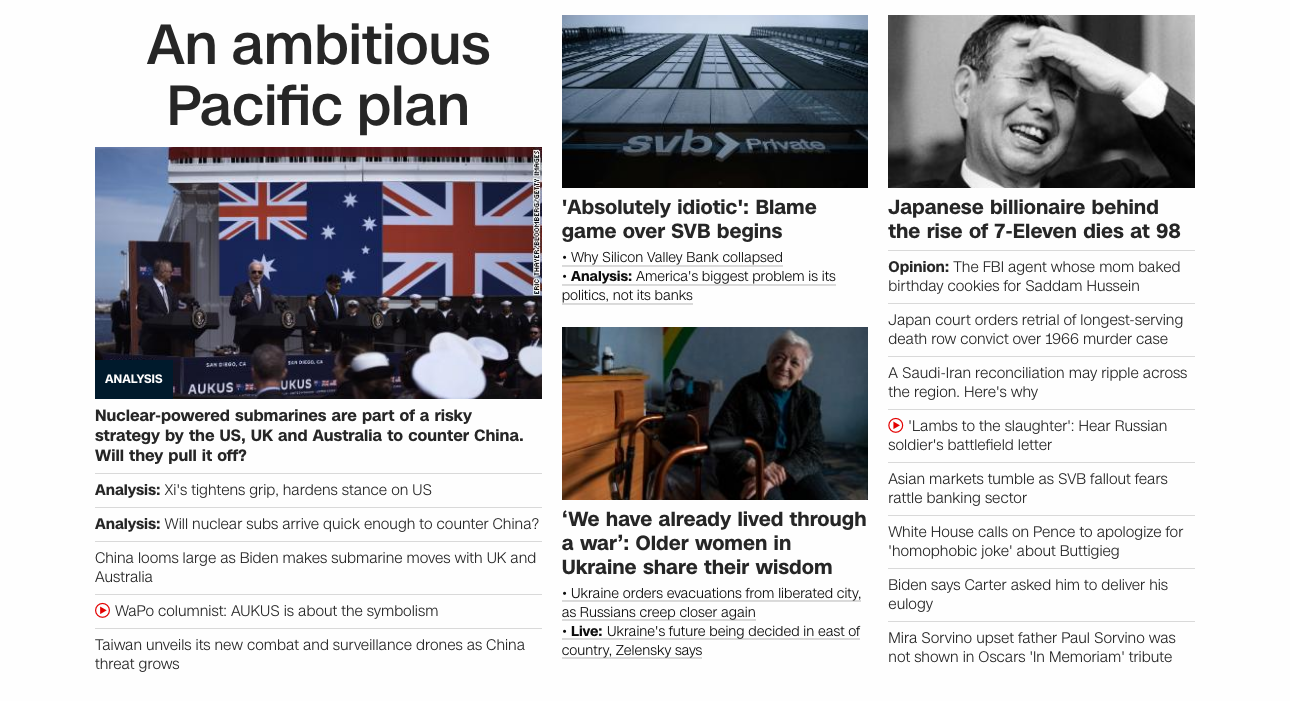 An ambitious
Pacific plan
ERIC THAYER/BLOOMBERG/GETTY IMAGES
SAN DIEGO, CA
SAN DIEGO, CA
AUKUS
AUKUS
ANALYSIS
Nuclear-powered submarines are part of a risky
strategy by the US, UK and Australia to counter China.
Will they pull it off?
Analysis: Xi's tightens grip, hardens stance on US
Analysis: Will nuclear subs arrive quick enough to counter China?
China looms large as Biden makes submarine moves with UK and
Australia
WaPo columnist: AUKUS is about the symbolism
Taiwan unveils its new combat and surveillance drones as China
threat grows
svb Private
'Absolutely idiotic': Blame
game over SVB begins
• Why Silicon Valley Bank collapsed
• Analysis: America's biggest problem is its
politics, not its banks
‘We have already lived through
a war’: Older women in
Ukraine share their wisdom
• Ukraine orders evacuations from liberated city,
as Russians creep closer again
• Live: Ukraine's future being decided in east of
country, Zelensky says
Japanese billionaire behind
the rise of 7-Eleven dies at 98
Opinion: The FBI agent whose mom baked
birthday cookies for Saddam Hussein
Japan court orders retrial of longest-serving
death row convict over 1966 murder case
A Saudi-Iran reconciliation may ripple across
the region. Here's why
'Lambs to the slaughter': Hear Russian
soldier's battlefield letter
Asian markets tumble as SVB fallout fears
rattle banking sector
White House calls on Pence to apologize for
'homophobic joke' about Buttigieg
Biden says Carter asked him to deliver his
eulogy
Mira Sorvino upset father Paul Sorvino was
not shown in Oscars 'In Memoriam' tribute